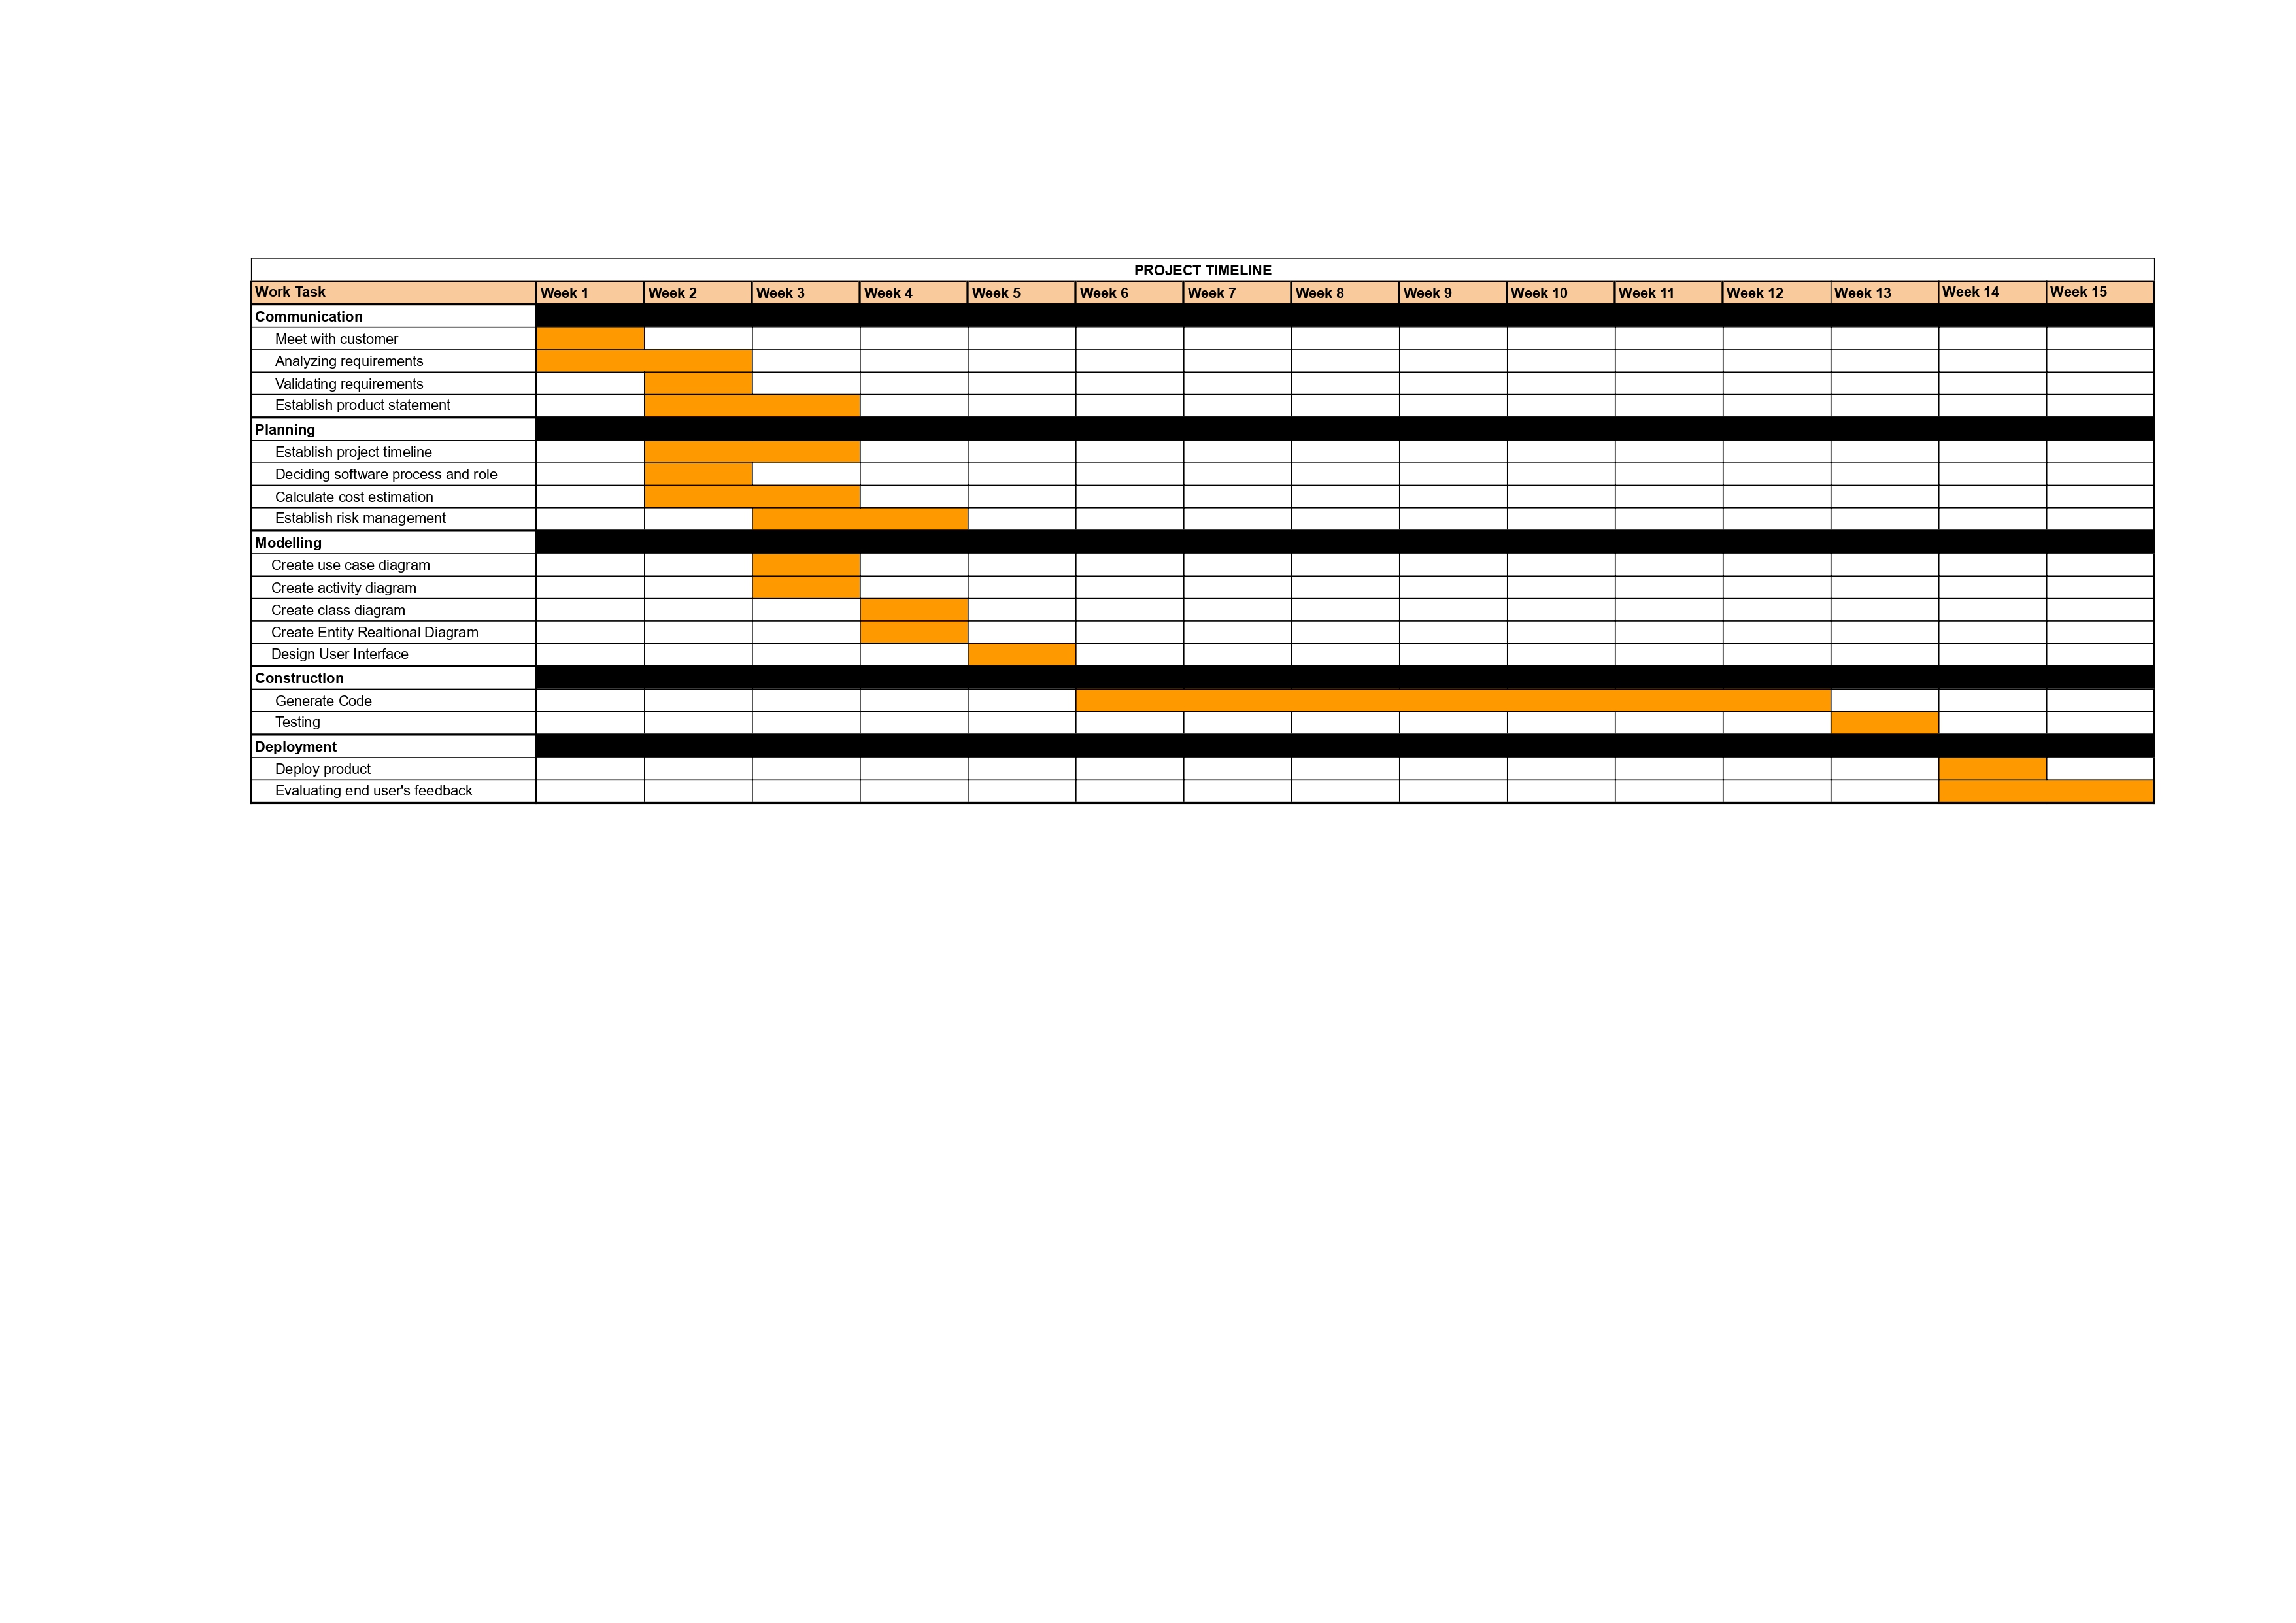 PROJECT TIMELINE
Work Task Week 1 Week 2 Week 3 Week 4 Week 5 Week 6 Week 7 Week 8 Week 9 Week 10 Week 11 Week 12 Week 13 Week 14 Week 15
Communication
Meet with customer
Analyzing requirements
Validating requirements
Establish product statement
Planning
Establish project timeline
Deciding software process and role
Calculate cost estimation
Establish risk management
Modelling
Create use case diagram
Create activity diagram
Create class diagram
Create Entity Realtional Diagram
Design User Interface
Construction
Generate Code
Testing
Deployment
Deploy product
Evaluating end user's feedback